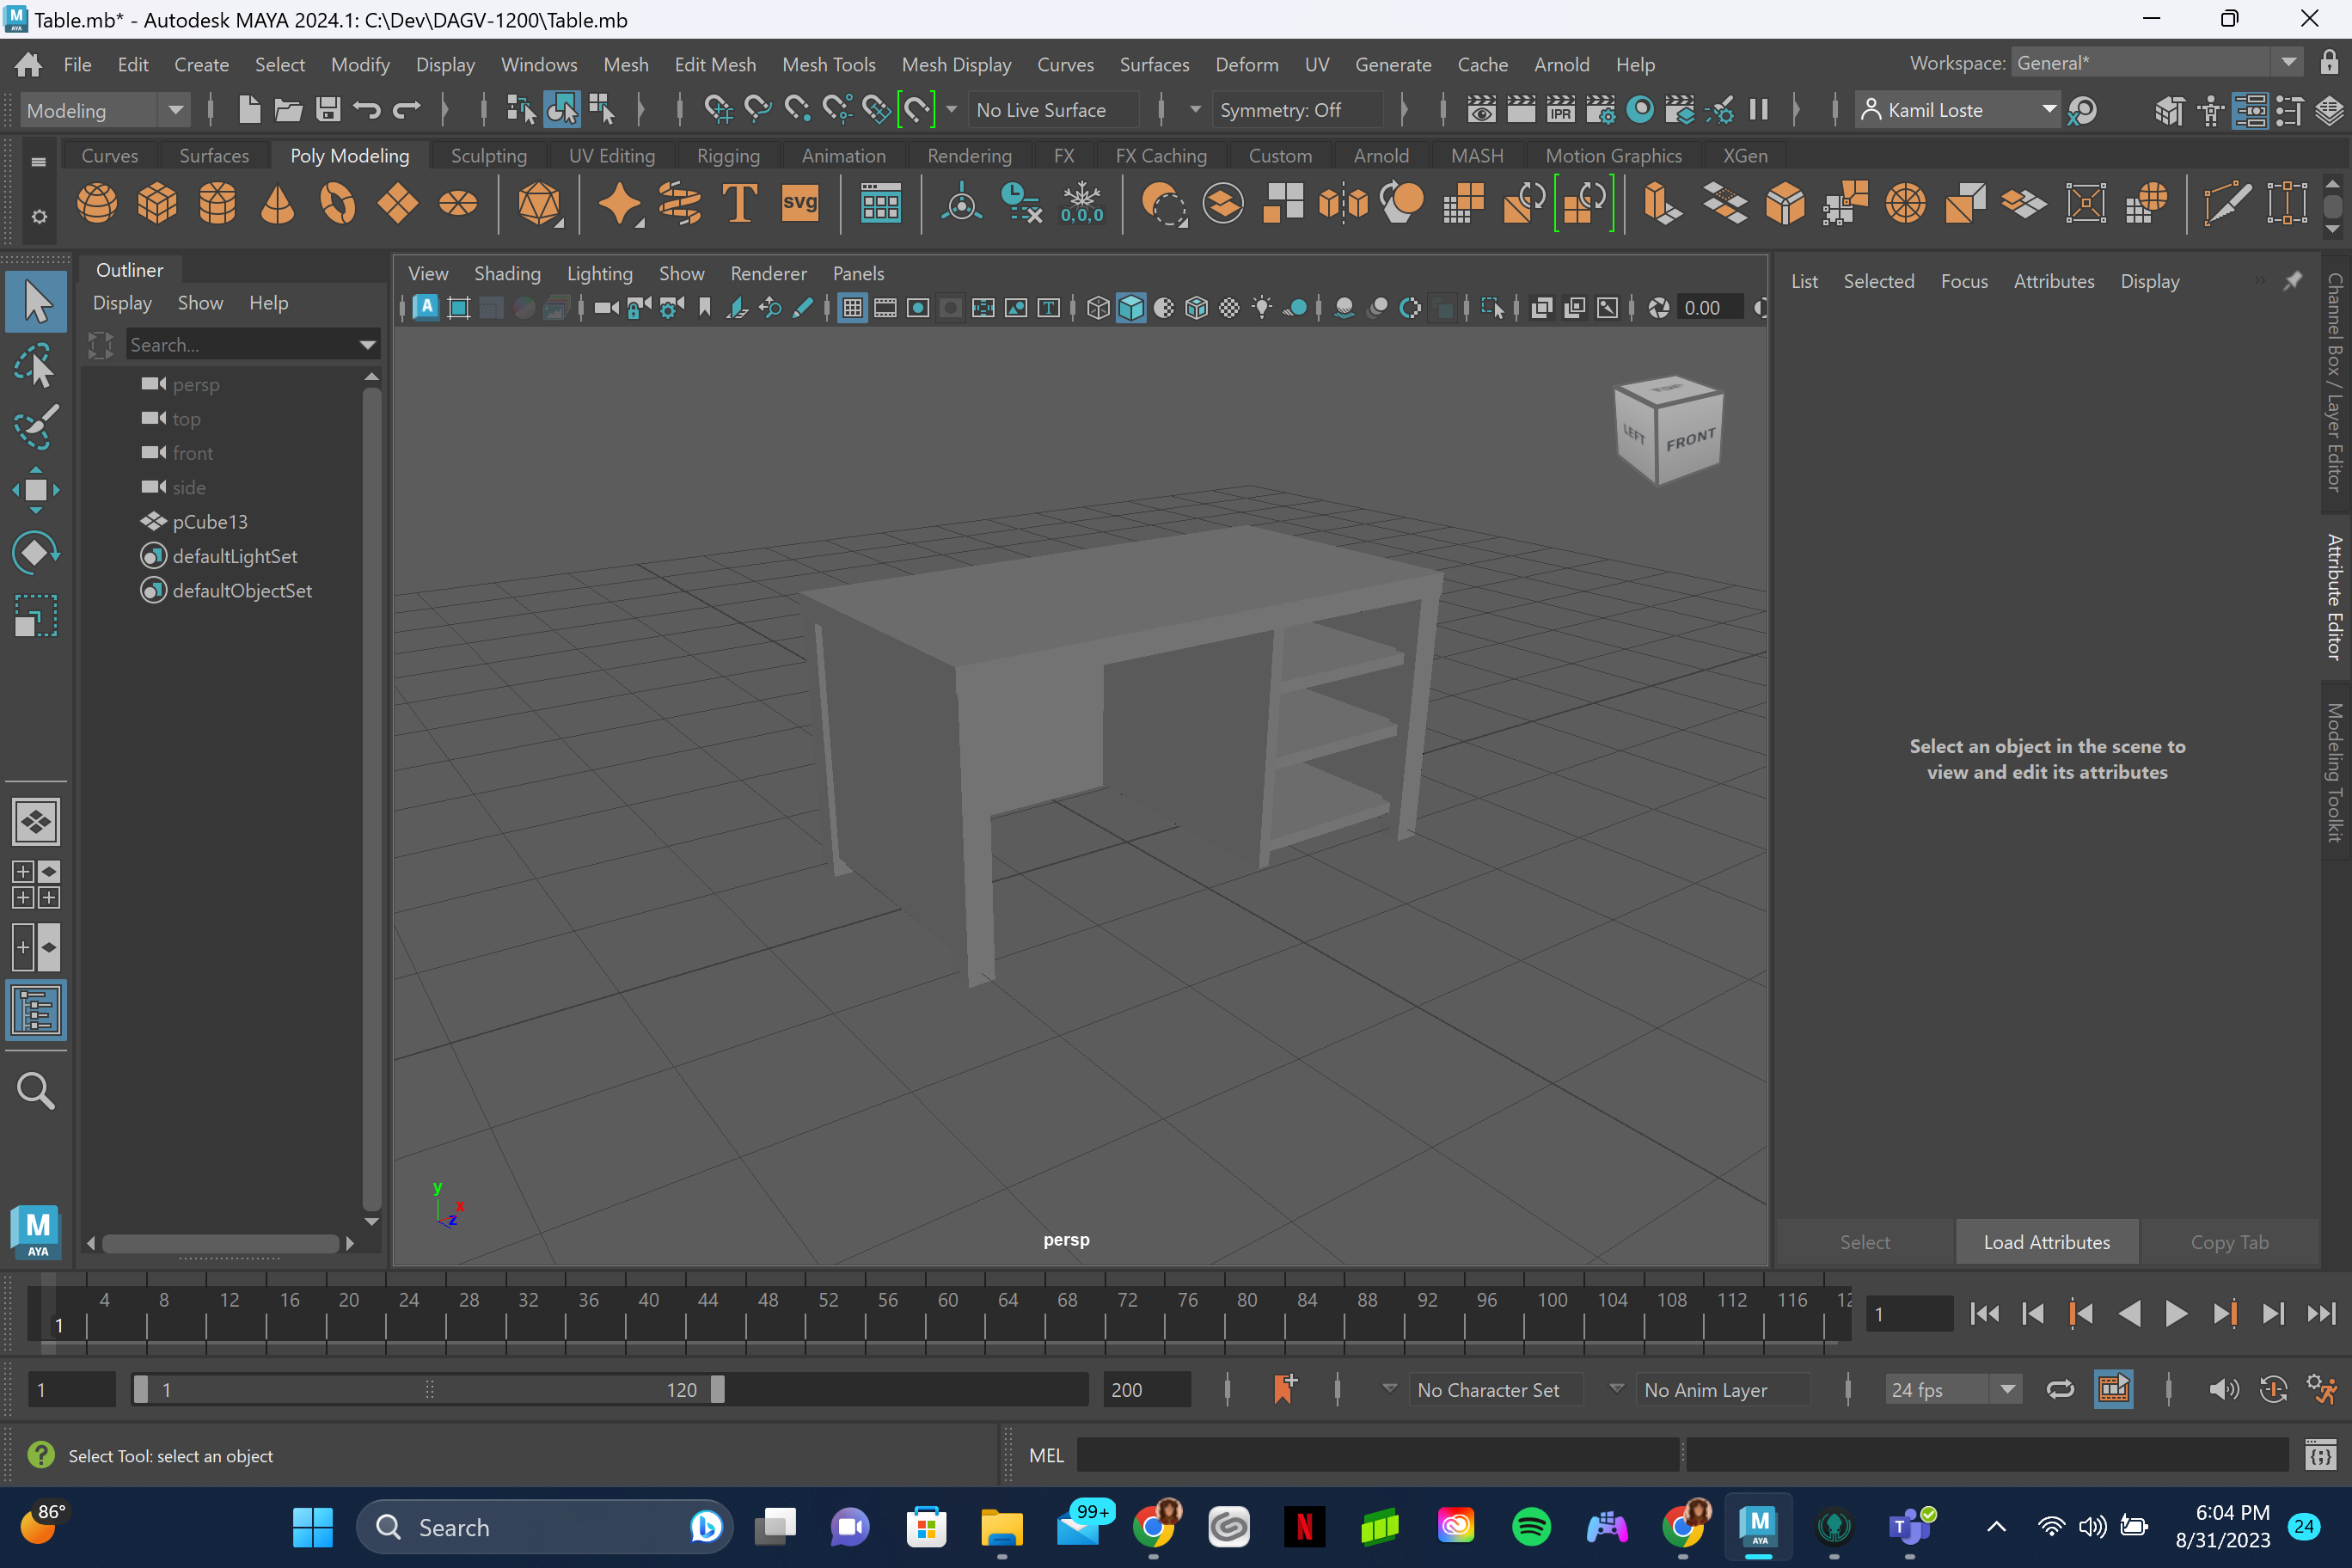 Table.mb* - Autodesk MAYA 2024.1: C:\Dev\DAGV-1200\Table.mb
File Edit Create Select Modify Display Windows Mesh Edit Mesh Mesh Tools Mesh Display Curves Surfaces Deform UV Generate Cache Arnold Help Workspace: General*
Modeling No Live Surface Symmetry: Off IPR Kamil Loste
Curves Surfaces Poly Modeling Sculpting UV Editing Rigging Animation Rendering FX FX Caching Custom Arnold MASH Motion Graphics XGen
T svg 0,0,0
Outliner
Display Show Help
Search...
persp
top
front
side
pCube13
defaultLightSet
defaultObjectSet
View Shading Lighting Show Renderer Panels
0.00
TOP
LEFT FRONT
y
x
z
persp
List Selected Focus Attributes Display
Select an object in the scene to
view and edit its attributes
Select Load Attributes Copy Tab
Channel Box / Layer Editor
Attribute Editor
Modeling Toolkit
M
AYA
4 8 12 16 20 24 28 32 36 40 44 48 52 56 60 64 68 72 76 80 84 88 92 96 100 104 108 112 116 12
1 1
1 1 120 200 No Character Set No Anim Layer 24 fps
Select Tool: select an object MEL
86° Search 99+ N M AYA T 6:04 PM 24
8/31/2023